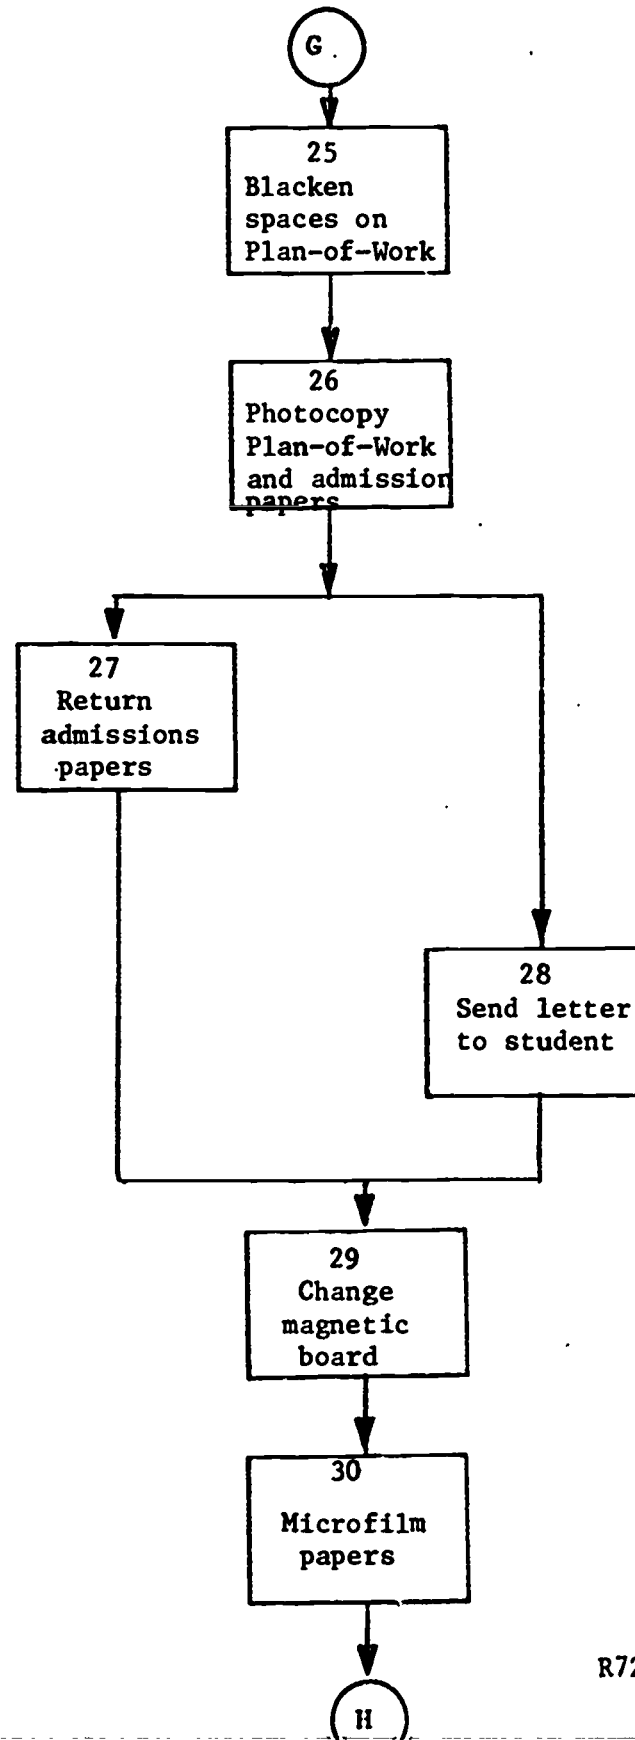 G
25
Blacken
spaces on
Plan-of-Work
26
Photocopy
Plan-of-Work
and admission
papers
27
Return
admissions
papers
28
Send letter
to student
29
Change
magnetic
board
30
Microfilm
papers
R72
H